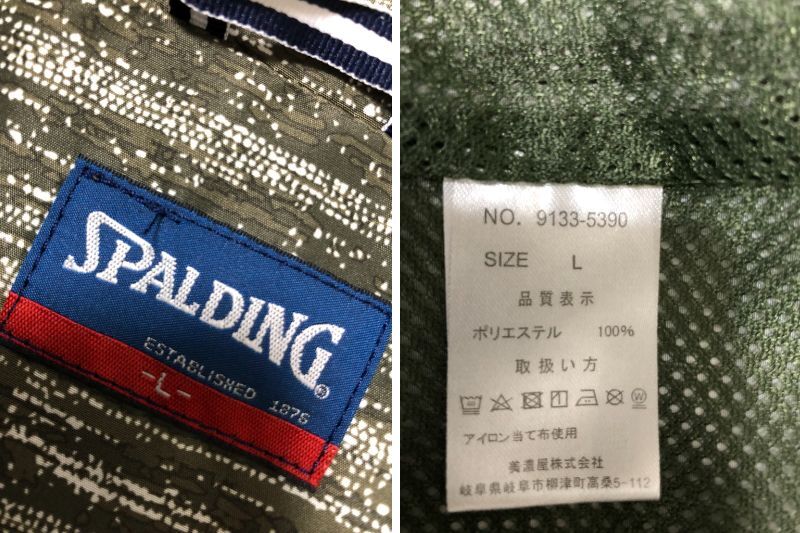 SPALDING®
ESTABLISHED 1876
-L-
NO. 9133-5390
SIZE L
品質表示
ポリエステル 100%
取扱い方
アイロン当て布使用
美濃屋株式会社
岐阜県岐阜市柳津町高桑5-112